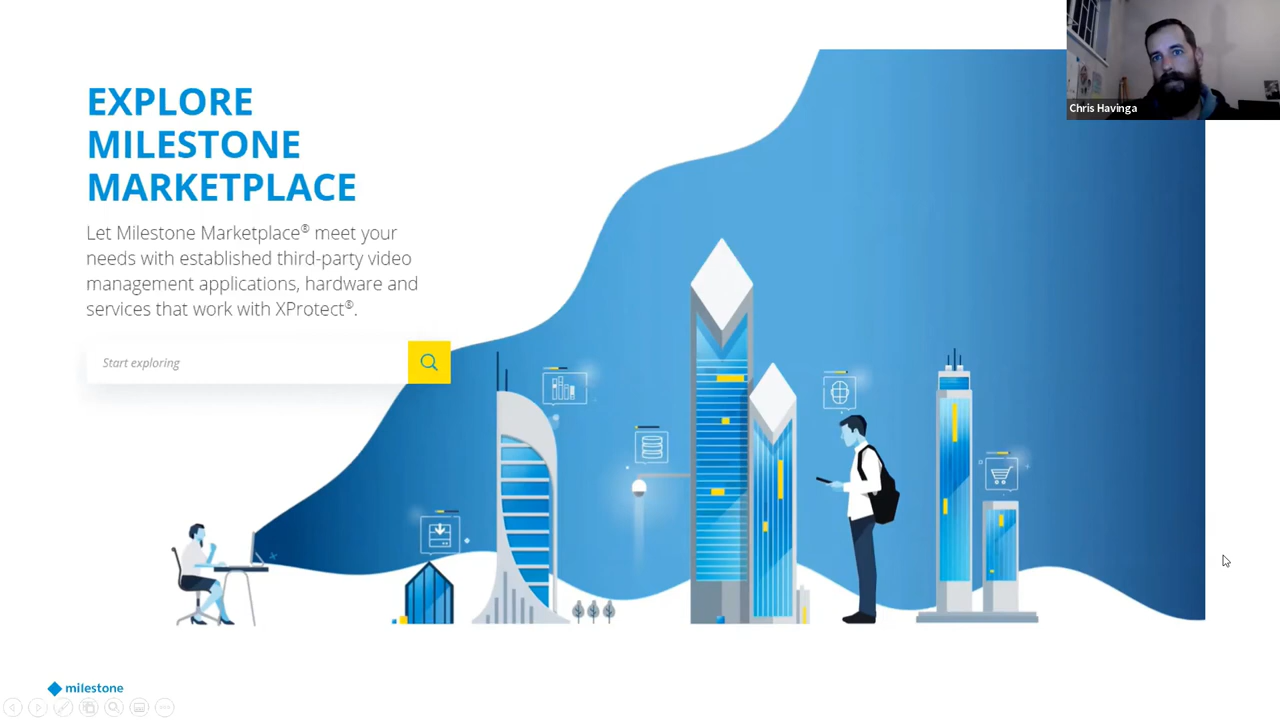 EXPLORE
MILESTONE
MARKETPLACE
Let Milestone Marketplace® meet your
needs with established third-party video
management applications, hardware and
services that work with XProtect®.
Start exploring
Chris Havinga
milestone